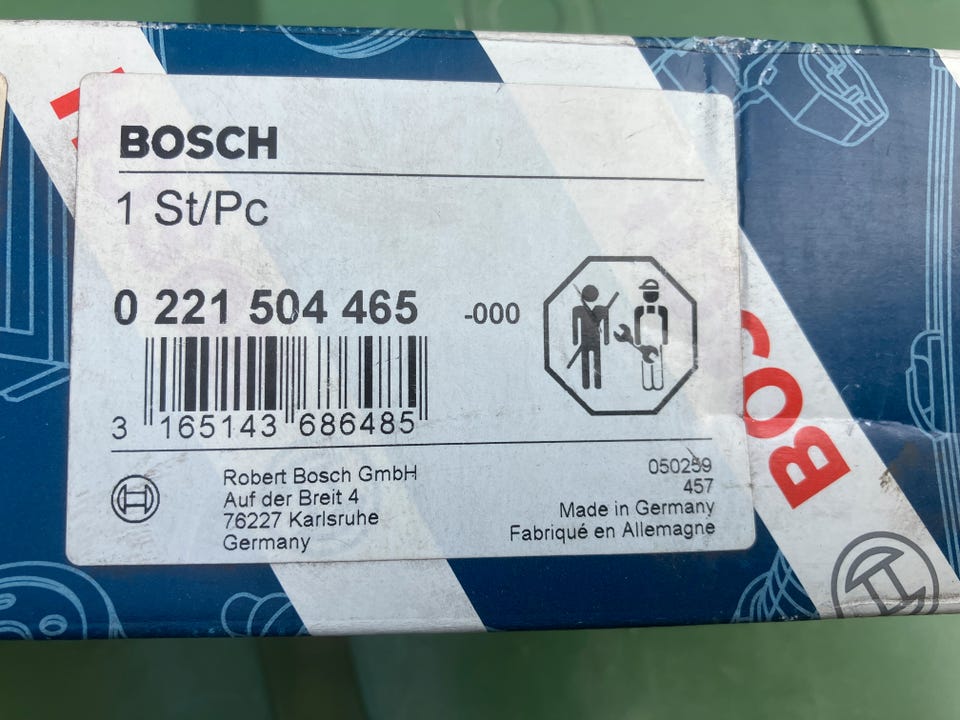 BOSCH
1 St/Pc
0 221 504 465 -000
3 165143 686485
Robert Bosch GmbH
Auf der Breit 4
76227 Karlsruhe
Germany
050259
457
Made in Germany
Fabriqué en Allemagne